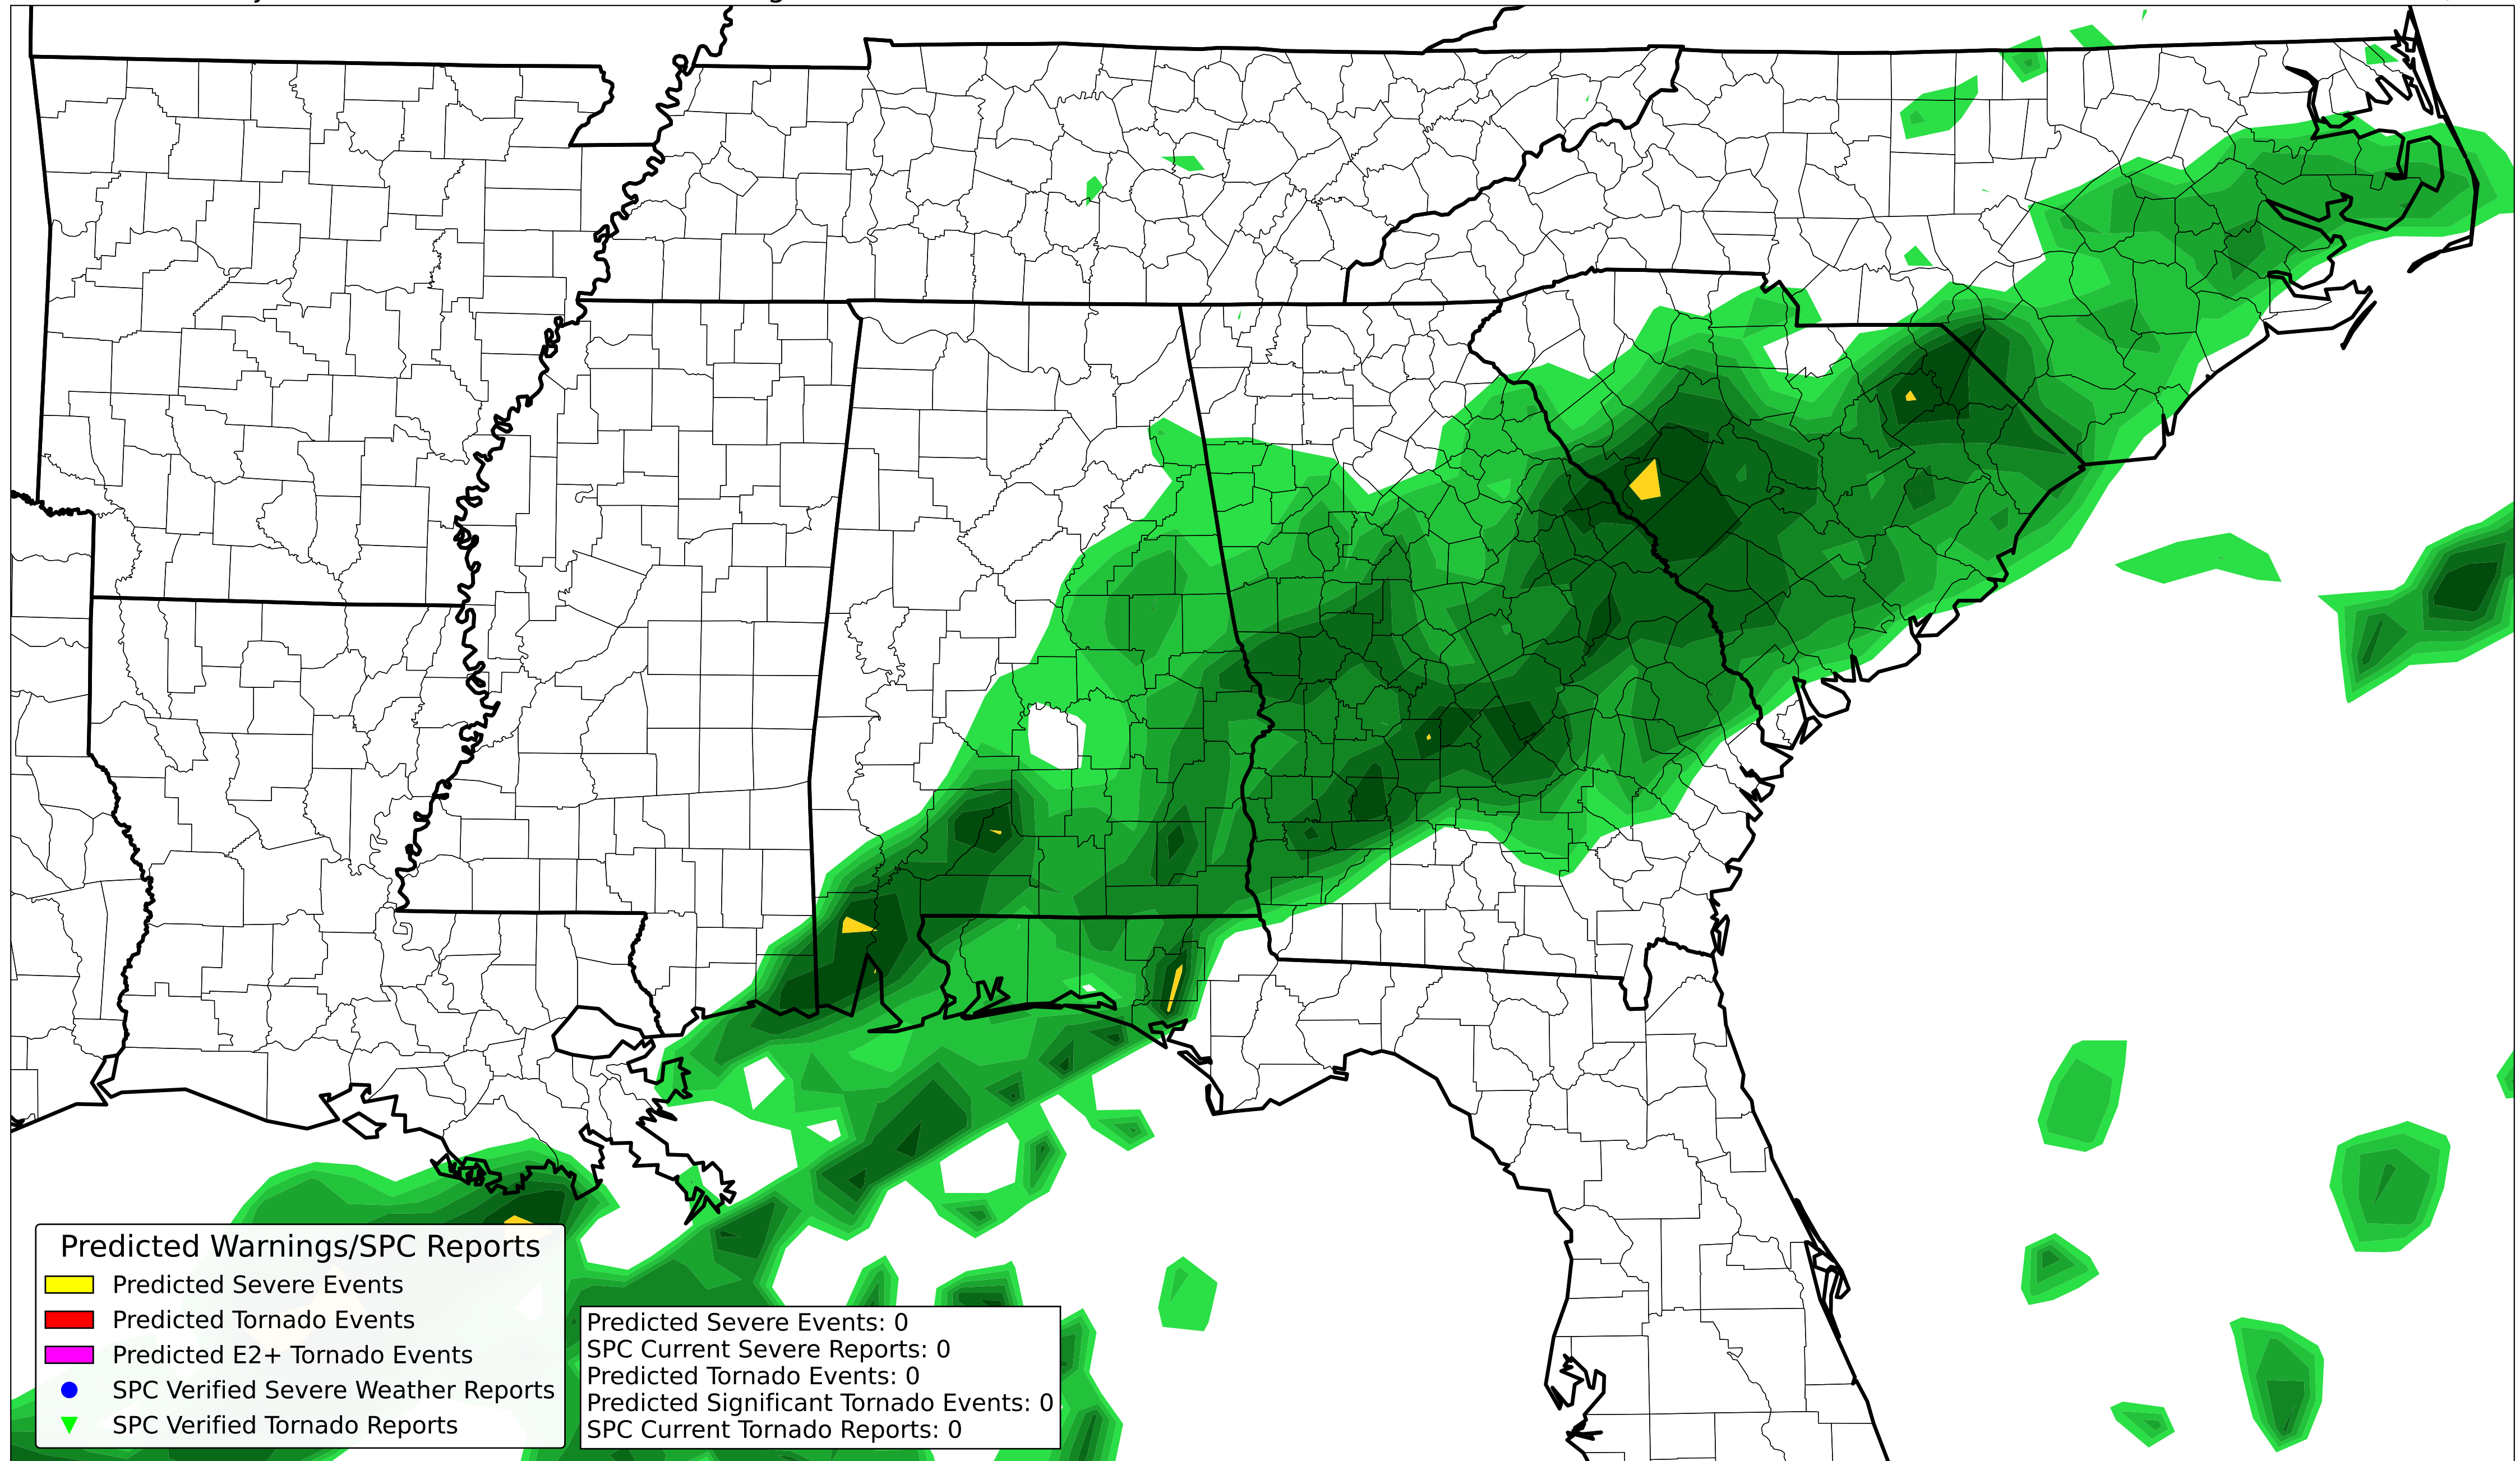 Predicted Warnings/SPC Reports
Predicted Severe Events
Predicted Tornado Events
Predicted E2+ Tornado Events
SPC Verified Severe Weather Reports
SPC Verified Tornado Reports
Predicted Severe Events: 0
SPC Current Severe Reports: 0
Predicted Tornado Events: 0
Predicted Significant Tornado Events: 0
SPC Current Tornado Reports: 0